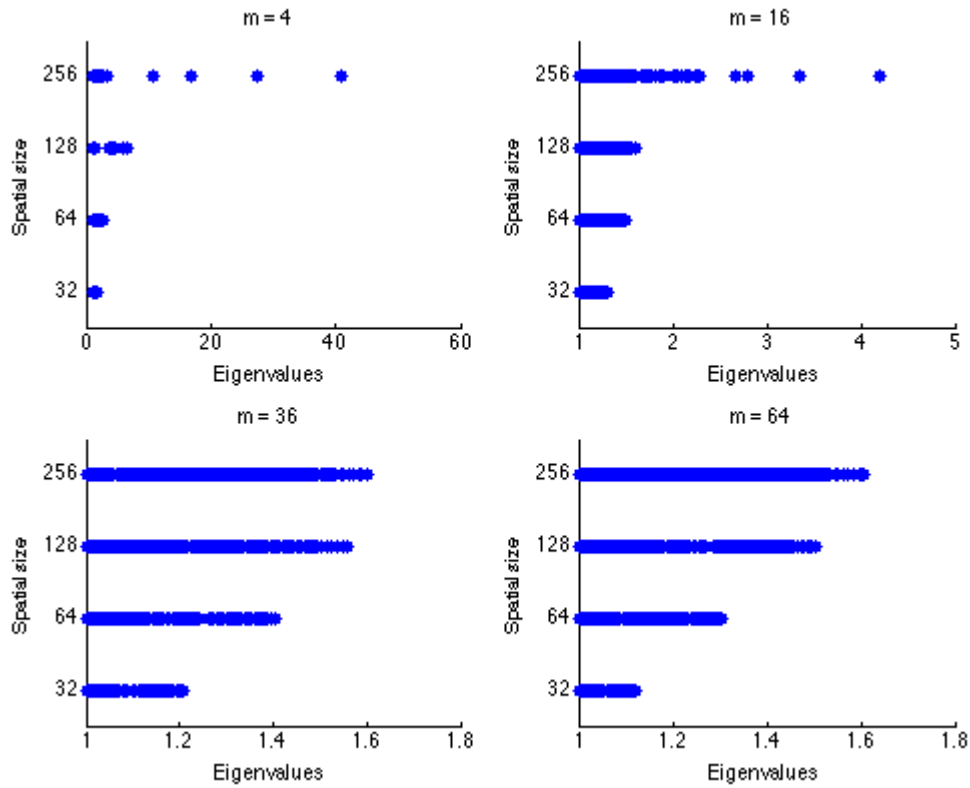 m = 4
256
128
64
32
Spatial size
0 20 40 60
Eigenvalues
m = 16
256
128
64
32
Spatial size
1 2 3 4 5
Eigenvalues
m = 36
256
128
64
32
Spatial size
1 1.2 1.4 1.6 1.8
Eigenvalues
m = 64
256
128
64
32
Spatial size
1 1.2 1.4 1.6 1.8
Eigenvalues